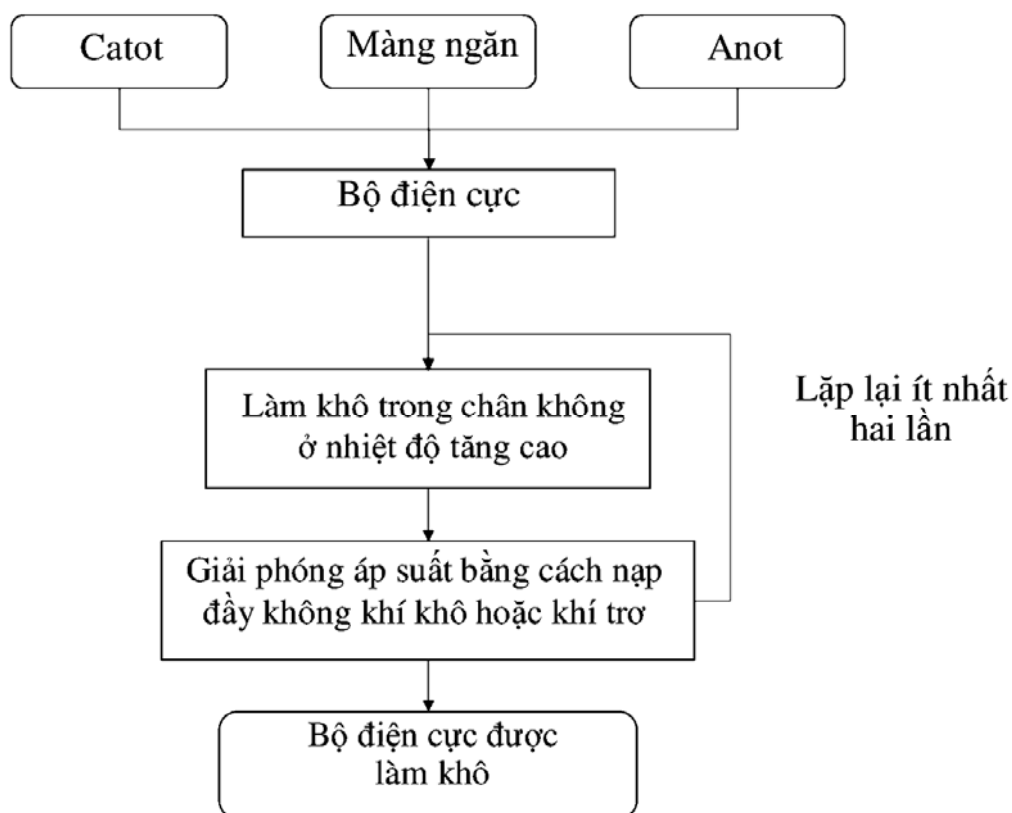 Catot
Màng ngăn
Anot
Bộ điện cực
Làm khô trong chân không
ở nhiệt độ tăng cao
Lặp lại ít nhất
hai lần
Giải phóng áp suất bằng cách nạp
đầy không khí khô hoặc khí trơ
Bộ điện cực được
làm khô